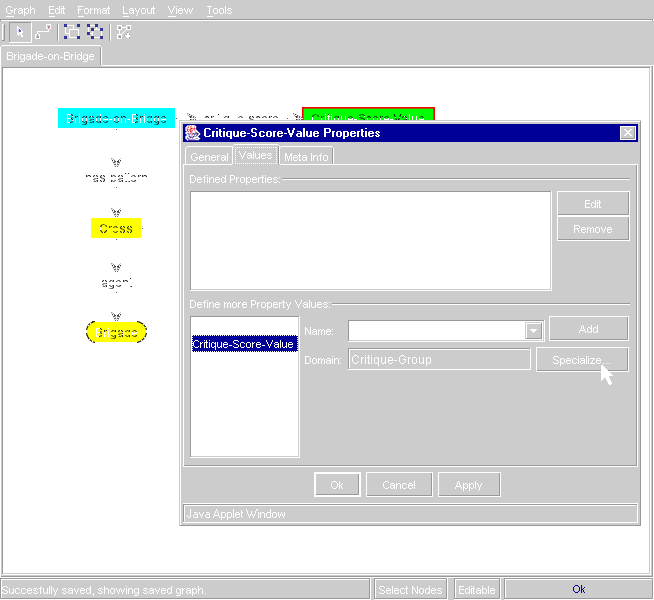 Graph Edit Format Layout View Tools
Brigade-on-Bridge
Brigade-on-Bridge critique-score Critique-Score-Value
Critique-Score-Value Properties
General Values Meta Info
Defined Properties:
Edit
Remove
has-pattern
Cross
agent
Brigade
Define more Property Values:
Critique-Score-Value
Name:
Add
Domain: Critique-Group Specialize...
Ok Cancel Apply
Java Applet Window
Succesfully saved, showing saved graph. Select Nodes Editable Ok